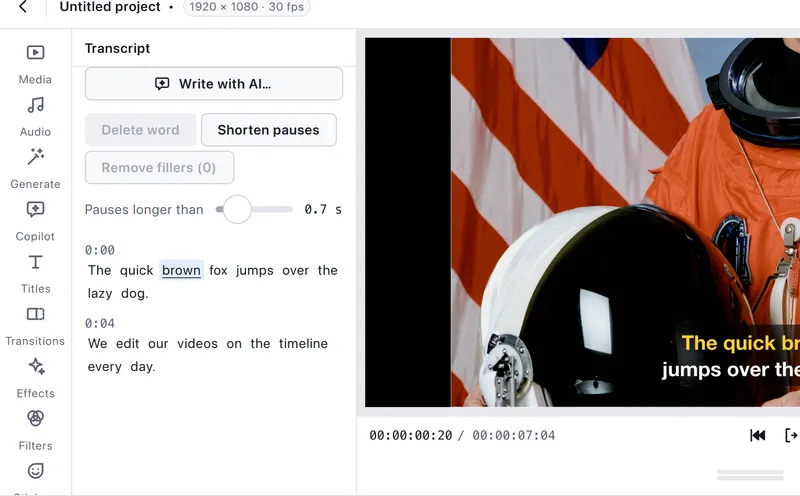 Untitled project • 1920 × 1080 · 30 fps
Media
Audio
Generate
Copilot
Titles
Transitions
Effects
Filters
Transcript
Write with AI...
Delete word
Shorten pauses
Remove fillers (0)
Pauses longer than 0.7 s
0:00
The quick brown fox jumps over the
lazy dog.
0:04
We edit our videos on the timeline
every day.
The quick br
jumps over the
00:00:00:20 / 00:00:07:04